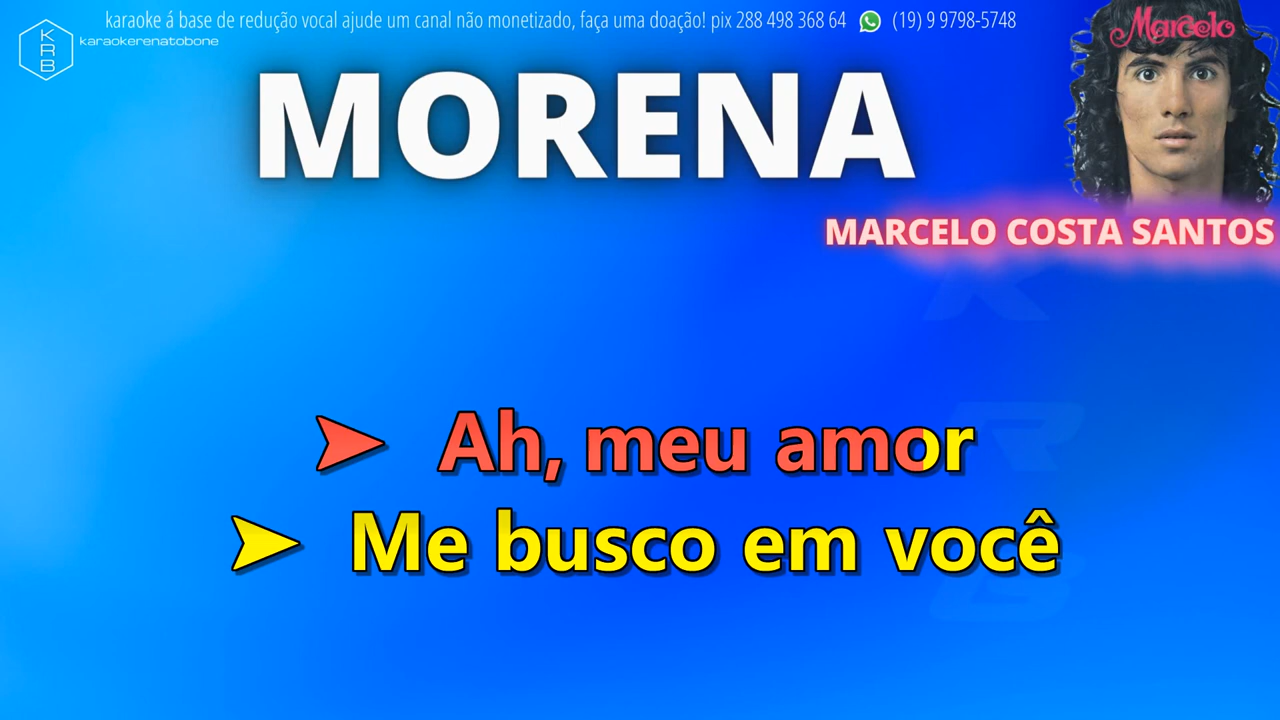 karaoke á base de redução vocal ajude um canal não monetizado, faça uma doação! pix 288 498 368 64 (19) 9 9798-5748
KRB
karaokerenatobone
Marcelo
MORENA
MARCELO COSTA SANTOS
K
R
B
➤ Ah, meu amor
➤ Me busco em você